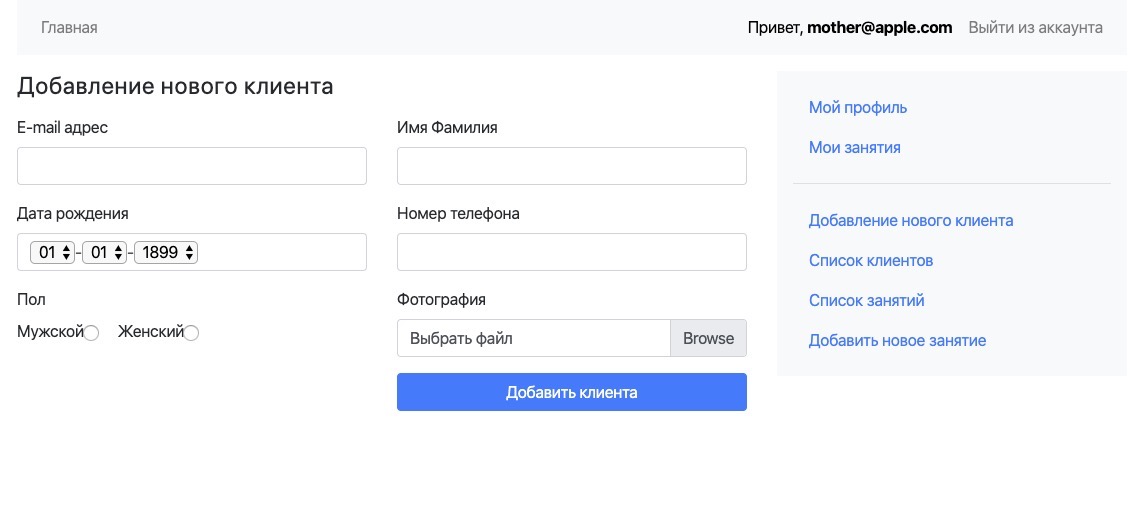 Главная
Привет, mother@apple.com Выйти из аккаунта
Добавление нового клиента
E-mail адрес
Имя Фамилия
Дата рождения
Номер телефона
01 - 01 - 1899
Пол
Фотография
Мужской Женский
Выбрать файл Browse
Добавить клиента
Мой профиль
Мои занятия
Добавление нового клиента
Список клиентов
Список занятий
Добавить новое занятие